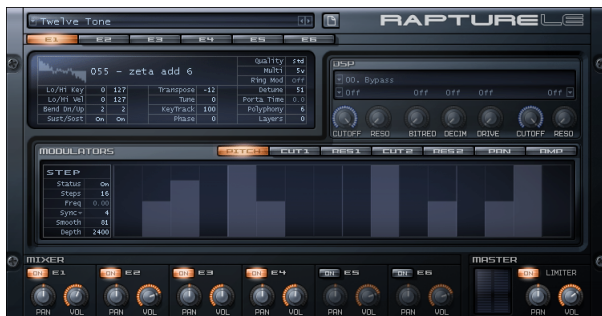 Twelve Tone
RAPTURE LE
E1 E2 E3 E4 E5 E6
055 - zeta add 6
Quality std
Multi 5v
Ring Mod off
Lo/Hi Key 0 127 Transpose -12 Detune 51
Lo/Hi Vel 0 127 Tune 0 Porta Time 0.0
Bend Dn/Up 2 2 KeyTrack 100 Polyphony 6
Sust/Sost On On Phase 0 Layers 0
DSP
00. Bypass
Off Off Off Off Off
CUTOFF RESO BITRED DECIM DRIVE CUTOFF RESO
MODULATORS PITCH CUT1 RES1 CUT2 RES2 PAN AMP
STEP
Status On
Steps 16
Freq 0.00
Sync 4
Smooth 81
Depth 2400
MIXER MASTER
ON E1 ON E2 ON E3 ON E4 ON E5 ON E6 ON LIMITER
PAN VOL PAN VOL PAN VOL PAN VOL PAN VOL PAN VOL PAN VOL